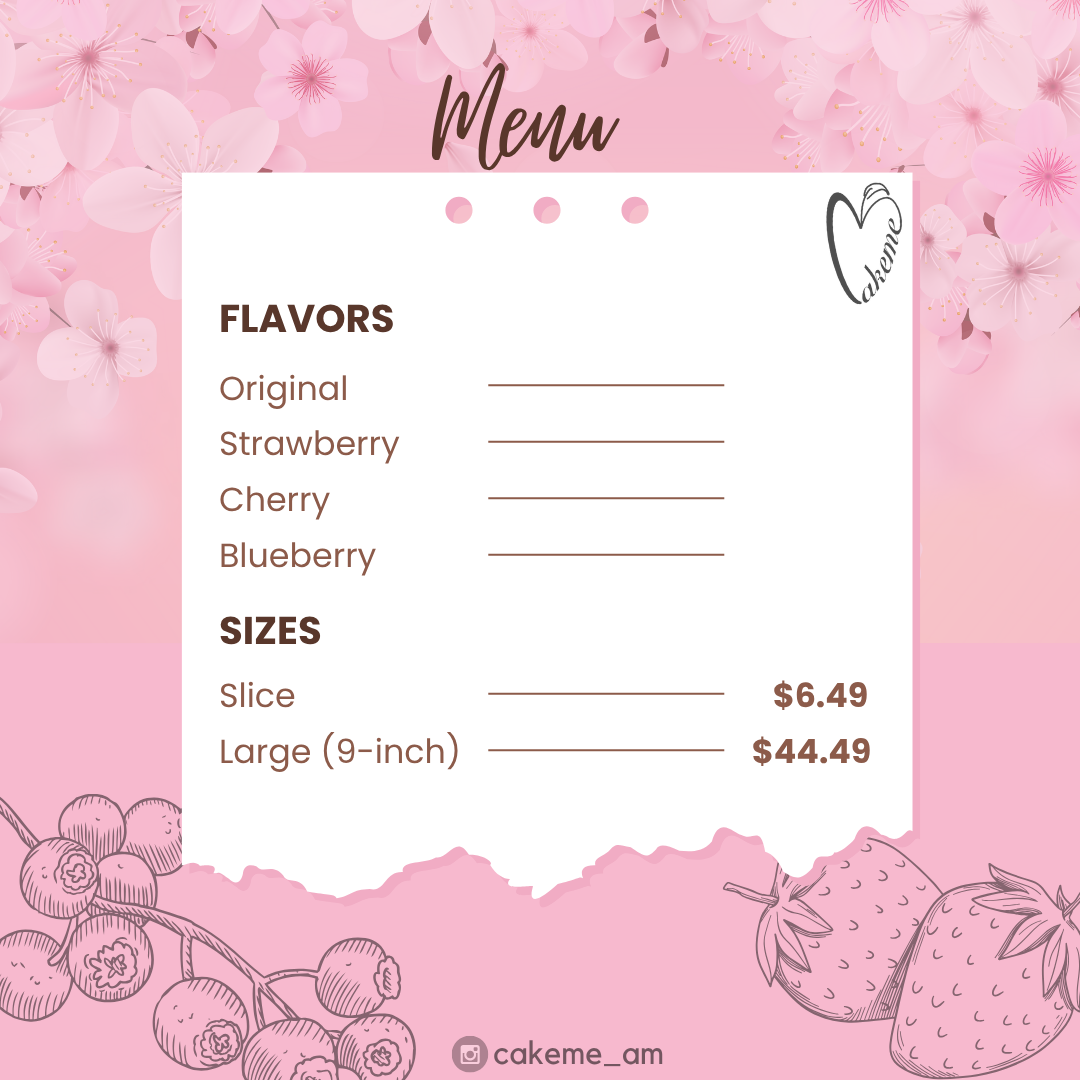 Menu
Cakeme
FLAVORS
Original
Strawberry
Cherry
Blueberry
SIZES
Slice $6.49
Large (9-inch) $44.49
cakeme_am